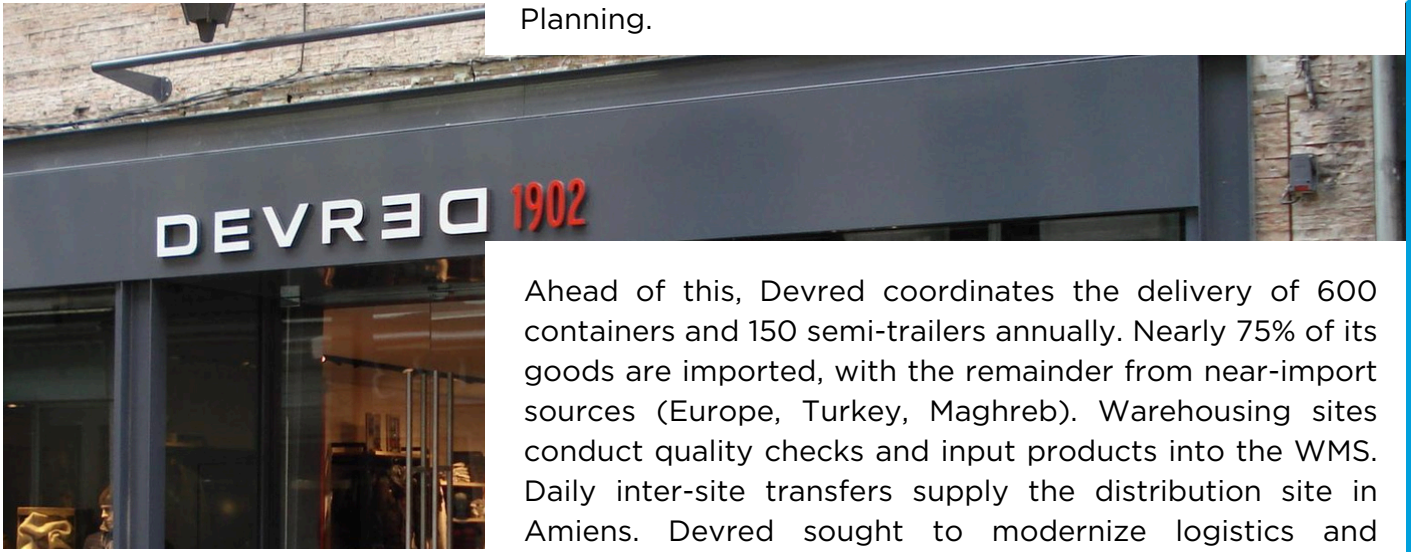 Planning.
DEVRED 1902
Ahead of this, Devred coordinates the delivery of 600
containers and 150 semi-trailers annually. Nearly 75% of its
goods are imported, with the remainder from near-import
sources (Europe, Turkey, Maghreb). Warehousing sites
conduct quality checks and input products into the WMS.
Daily inter-site transfers supply the distribution site in
Amiens. Devred sought to modernize logistics and